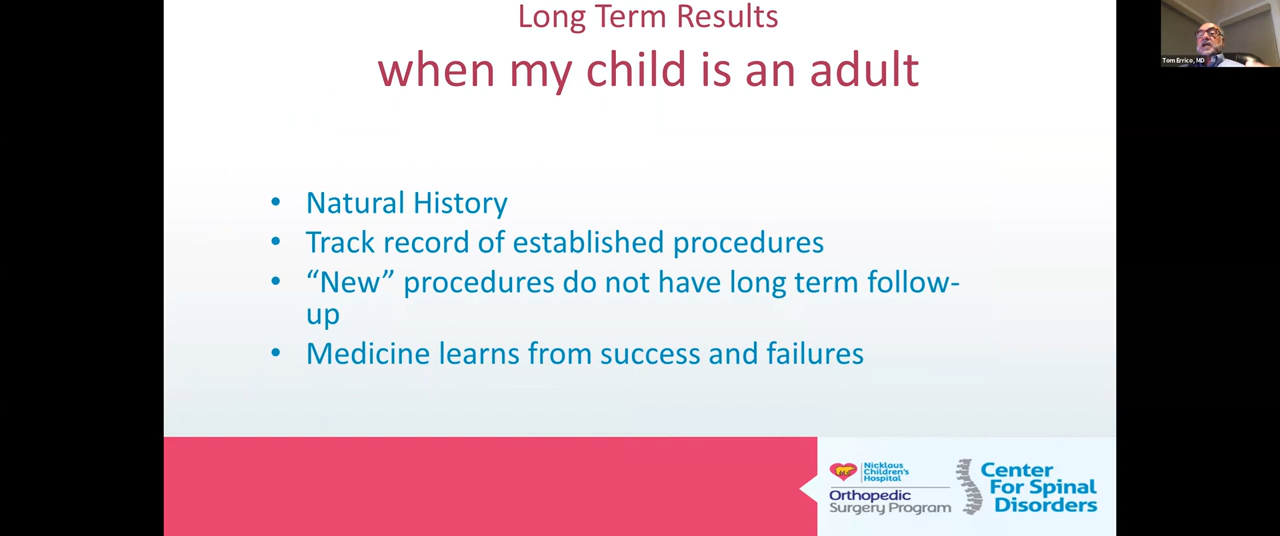 Long Term Results
when my child is an adult
Tom Errico, MD
• Natural History
• Track record of established procedures
• “New” procedures do not have long term follow-
up
• Medicine learns from success and failures
Nicklaus
Children's
Hospital
Orthopedic
Surgery Program
Center
For Spinal
Disorders